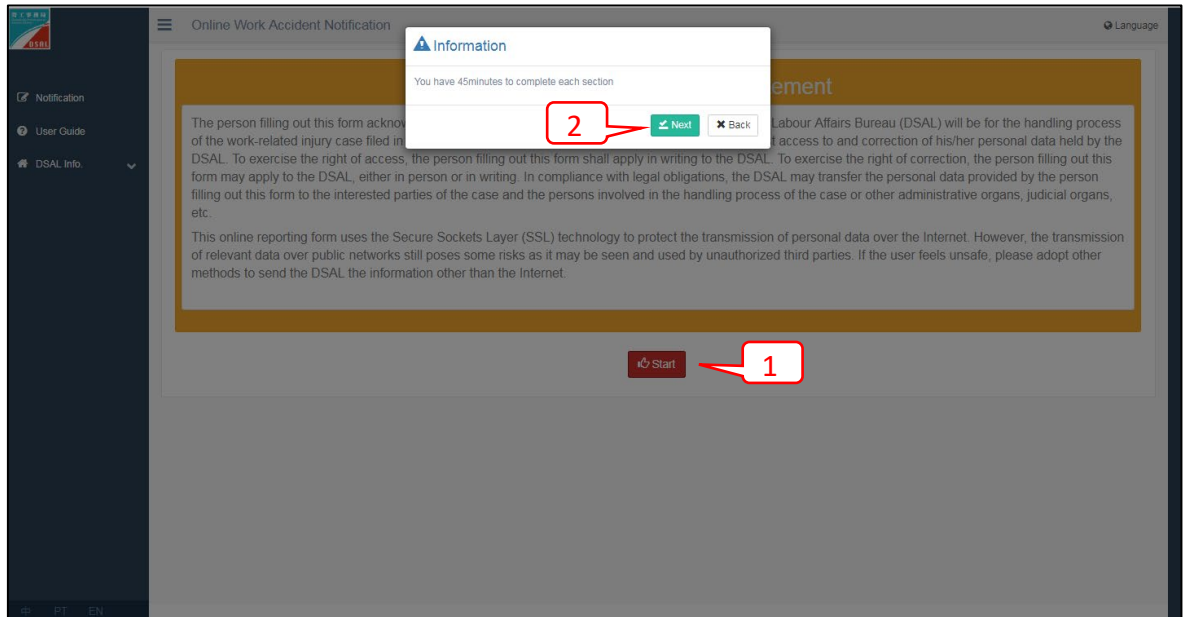 勞工事務局
DSAL
Online Work Accident Notification
Language
Information
You have 45minutes to complete each section
2
Next
Back
Notification
User Guide
DSAL Info.
ement
The person filling out this form acknow Labour Affairs Bureau (DSAL) will be for the handling process
of the work-related injury case filed in t access to and correction of his/her personal data held by the
DSAL. To exercise the right of access, the person filling out this form shall apply in writing to the DSAL. To exercise the right of correction, the person filling out this
form may apply to the DSAL, either in person or in writing. In compliance with legal obligations, the DSAL may transfer the personal data provided by the person
filling out this form to the interested parties of the case and the persons involved in the handling process of the case or other administrative organs, judicial organs,
etc.
This online reporting form uses the Secure Sockets Layer (SSL) technology to protect the transmission of personal data over the Internet. However, the transmission
of relevant data over public networks still poses some risks as it may be seen and used by unauthorized third parties. If the user feels unsafe, please adopt other
methods to send the DSAL the information other than the Internet.
Start
1
中 PT EN